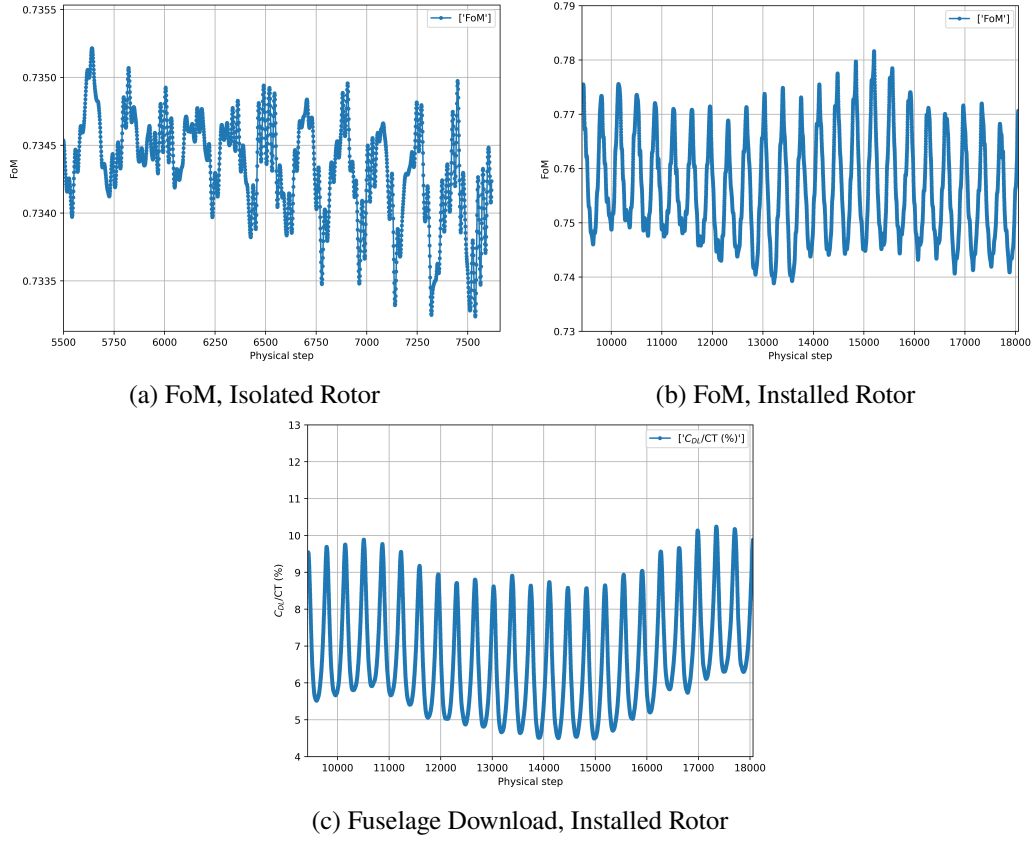 0.7355
0.7350
0.7345
0.7340
0.7335
FoM
5500 5750 6000 6250 6500 6750 7000 7250 7500
Physical step
['FoM']
(a) FoM, Isolated Rotor
0.79
0.78
0.77
0.76
0.75
0.74
0.73
FoM
10000 11000 12000 13000 14000 15000 16000 17000 18000
Physical step
['FoM']
(b) FoM, Installed Rotor
13
12
11
10
9
8
7
6
5
4
C_{DL}/CT (%)
10000 11000 12000 13000 14000 15000 16000 17000 18000
Physical step
['C_{DL}/CT (%)']
(c) Fuselage Download, Installed Rotor